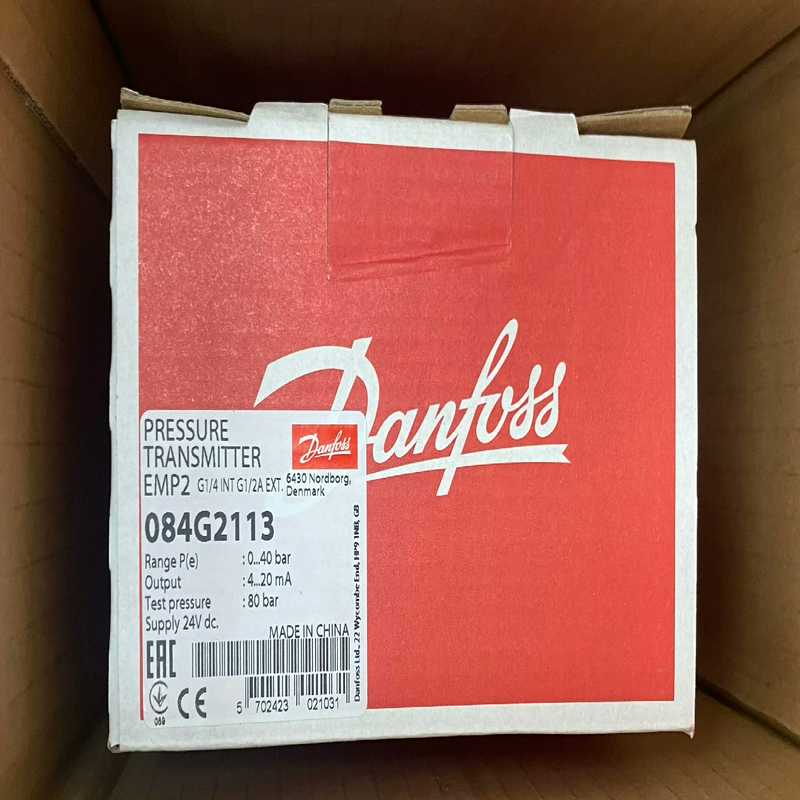 Danfoss
PRESSURE
TRANSMITTER
EMP2 G1/4 INT G1/2A EXT.
Danfoss
6430 Nordborg,
Denmark
084G2113
Range P(e) : 0...40 bar
Output : 4...20 mA
Test pressure : 80 bar
Supply 24V dc.
MADE IN CHINA
EAC
089
CE
5 702423 021031
Danfoss Ltd., 22 Wycombe End, HP9 1NB, GB